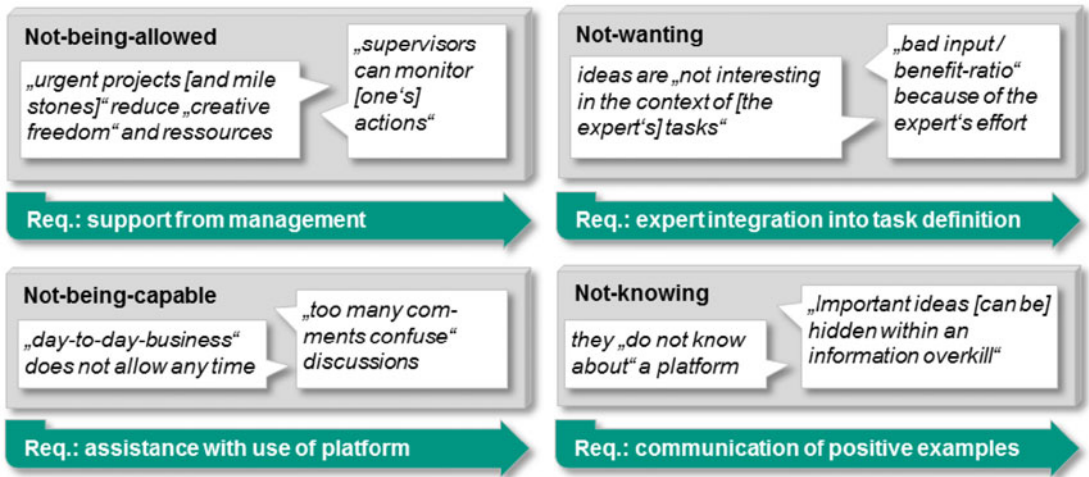 Not-being-allowed
„urgent projects [and mile
stones]“ reduce „creative
freedom“ and ressources
„supervisors
can monitor
[one‘s]
actions“
Req.: support from management
Not-wanting
ideas are „not interesting
in the context of [the
expert‘s] tasks“
„bad input /
benefit-ratio“
because of the
expert‘s effort
Req.: expert integration into task definition
Not-being-capable
„day-to-day-business“
does not allow any time
„too many com-
ments confuse“
discussions
Req.: assistance with use of platform
Not-knowing
they „do not know
about“ a platform
„Important ideas [can be]
hidden within an
information overkill“
Req.: communication of positive examples